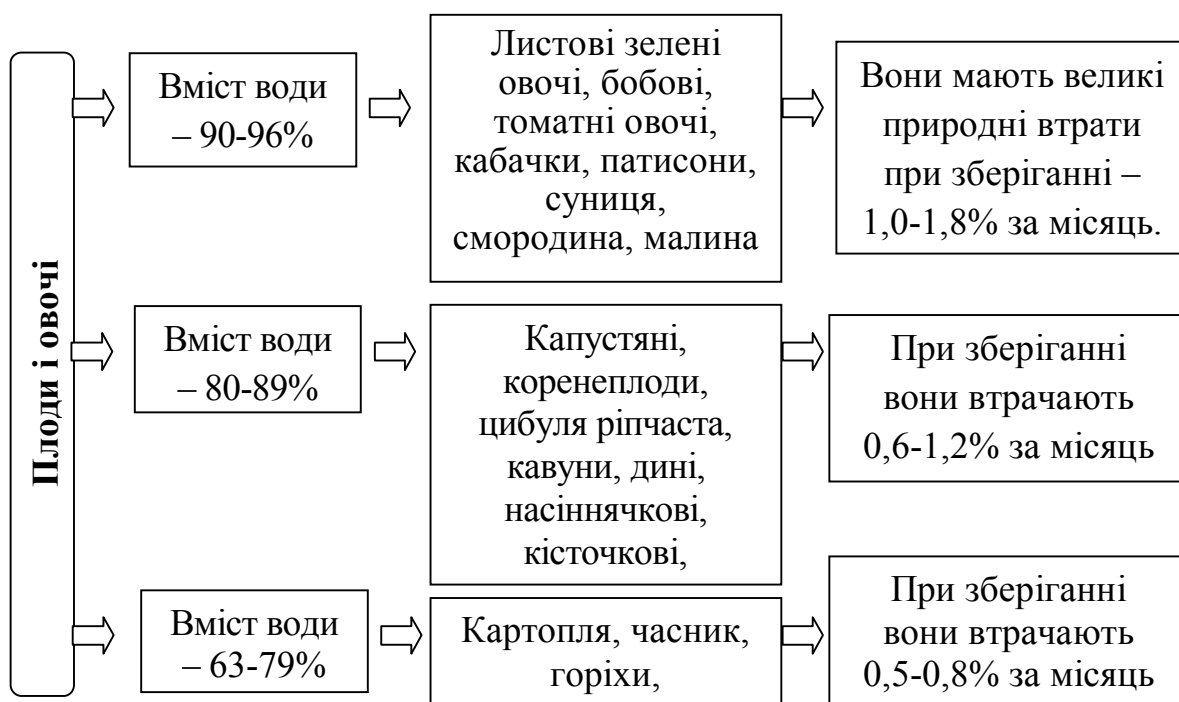 Плоди і овочі
Вміст води
– 90-96%
Листові зелені
овочі, бобові,
томатні овочі,
кабачки, патисони,
суниця,
смородина, малина
Вони мають великі
природні втрати
при зберіганні –
1,0-1,8% за місяць.
Вміст води
– 80-89%
Капустяні,
коренеплоди,
цибуля ріпчаста,
кавуни, дині,
насіннячкові,
кісточкові,
При зберіганні
вони втрачають
0,6-1,2% за місяць
Вміст води
– 63-79%
Картопля, часник,
горіхи,
При зберіганні
вони втрачають
0,5-0,8% за місяць